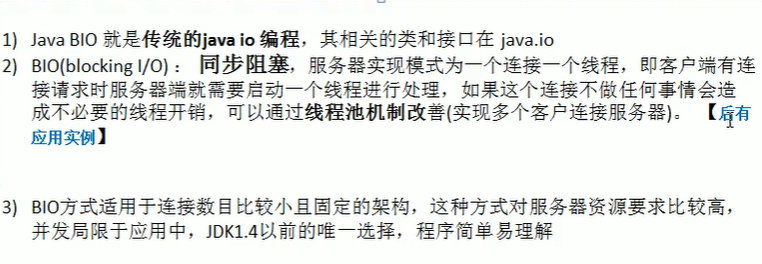 1) Java BIO 就是传统的java io 编程，其相关的类和接口在 java.io
2) BIO(blocking I/O) ： 同步阻塞，服务器实现模式为一个连接一个线程，即客户端有连
接请求时服务器端就需要启动一个线程进行处理，如果这个连接不做任何事情会造
成不必要的线程开销，可以通过线程池机制改善(实现多个客户连接服务器)。 【后有
应用实例】
3) BIO方式适用于连接数目比较小且固定的架构，这种方式对服务器资源要求比较高，
并发局限于应用中，JDK1.4以前的唯一选择，程序简单易理解